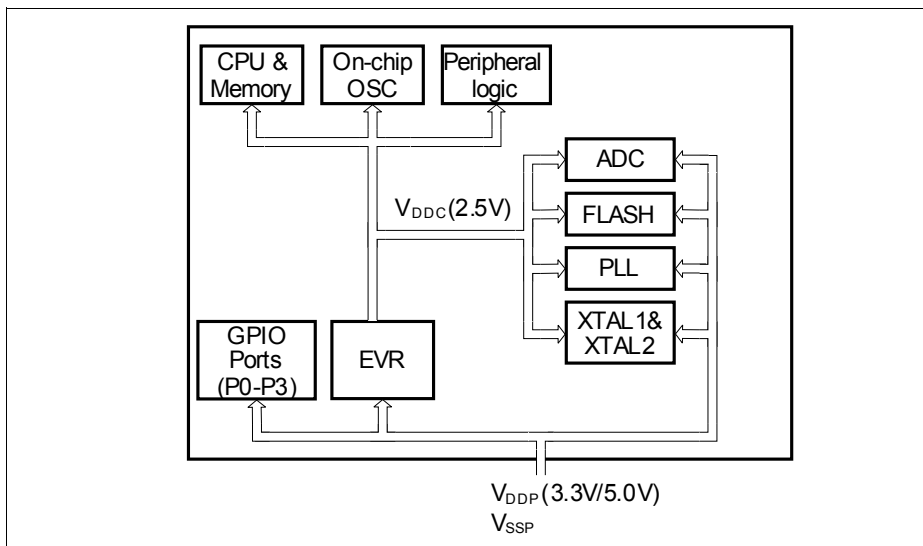 CPU &
Memory
On-chip
OSC
Peripheral
logic
ADC
VDDC(2.5V)
FLASH
PLL
XTAL1&
XTAL2
GPIO
Ports
(P0-P3)
EVR
VDDP(3.3V/5.0V)
VSSP